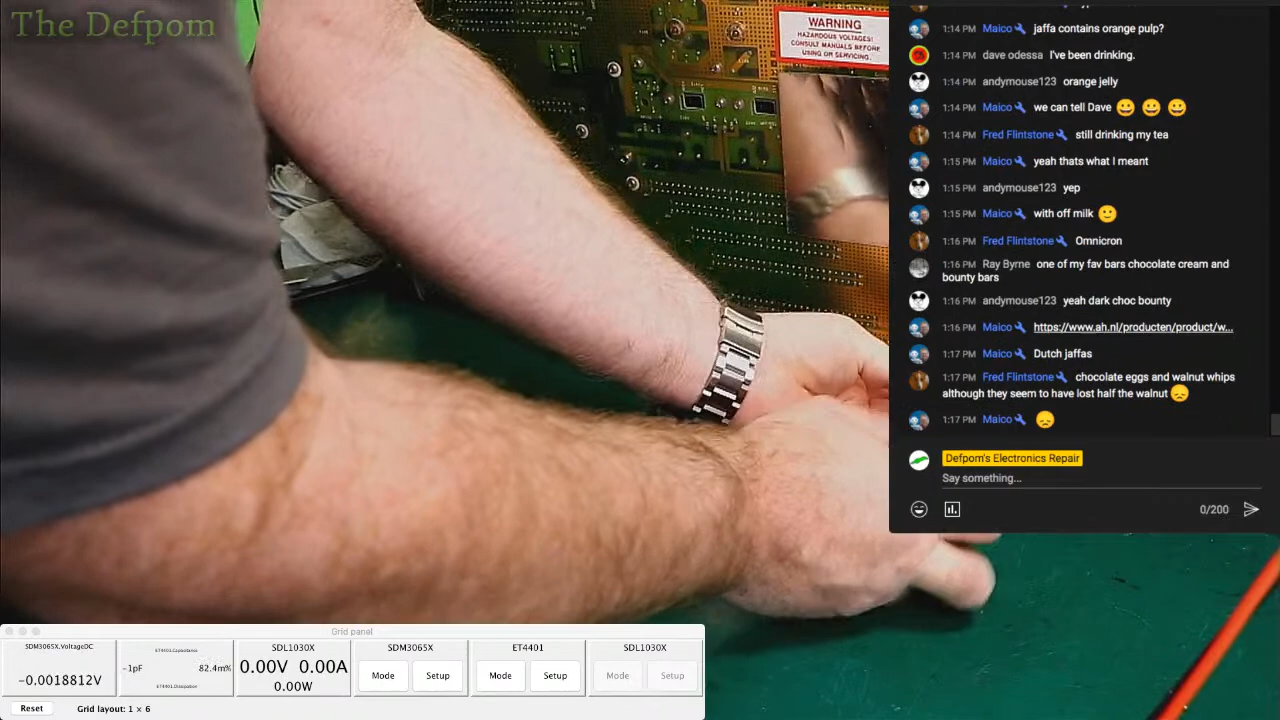 The Defpom
WARNING
HAZARDOUS VOLTAGES!
CONSULT MANUALS BEFORE
USING OR SERVICING.
1:14 PM Maico jaffa contains orange pulp?
1:14 PM dave odessa I've been drinking.
1:14 PM andymouse123 orange jelly
1:14 PM Maico we can tell Dave 😀 😀 😀
1:14 PM Fred Flintstone still drinking my tea
1:15 PM Maico yeah thats what I meant
1:15 PM andymouse123 yep
1:15 PM Maico with off milk 🙂
1:16 PM Fred Flintstone Omnicron
1:16 PM Ray Byrne one of my fav bars chocolate cream and
bounty bars
1:16 PM andymouse123 yeah dark choc bounty
1:16 PM Maico https://www.ah.nl/producten/product/w...
1:17 PM Maico Dutch jaffas
1:17 PM Fred Flintstone chocolate eggs and walnut whips
although they seem to have lost half the walnut 😞
1:17 PM Maico 😞
Defpom's Electronics Repair
Say something...
0/200
Grid panel
SDM3065X.VoltageDC
-0.0018812V
ET4401.Capacitance
-1pF 82.4m%
ET4401.Dissipation
SDL1030X
0.00V 0.00A
0.00W
SDM3065X
Mode Setup
ET4401
Mode Setup
SDL1030X
Mode Setup
Reset Grid layout: 1 × 6